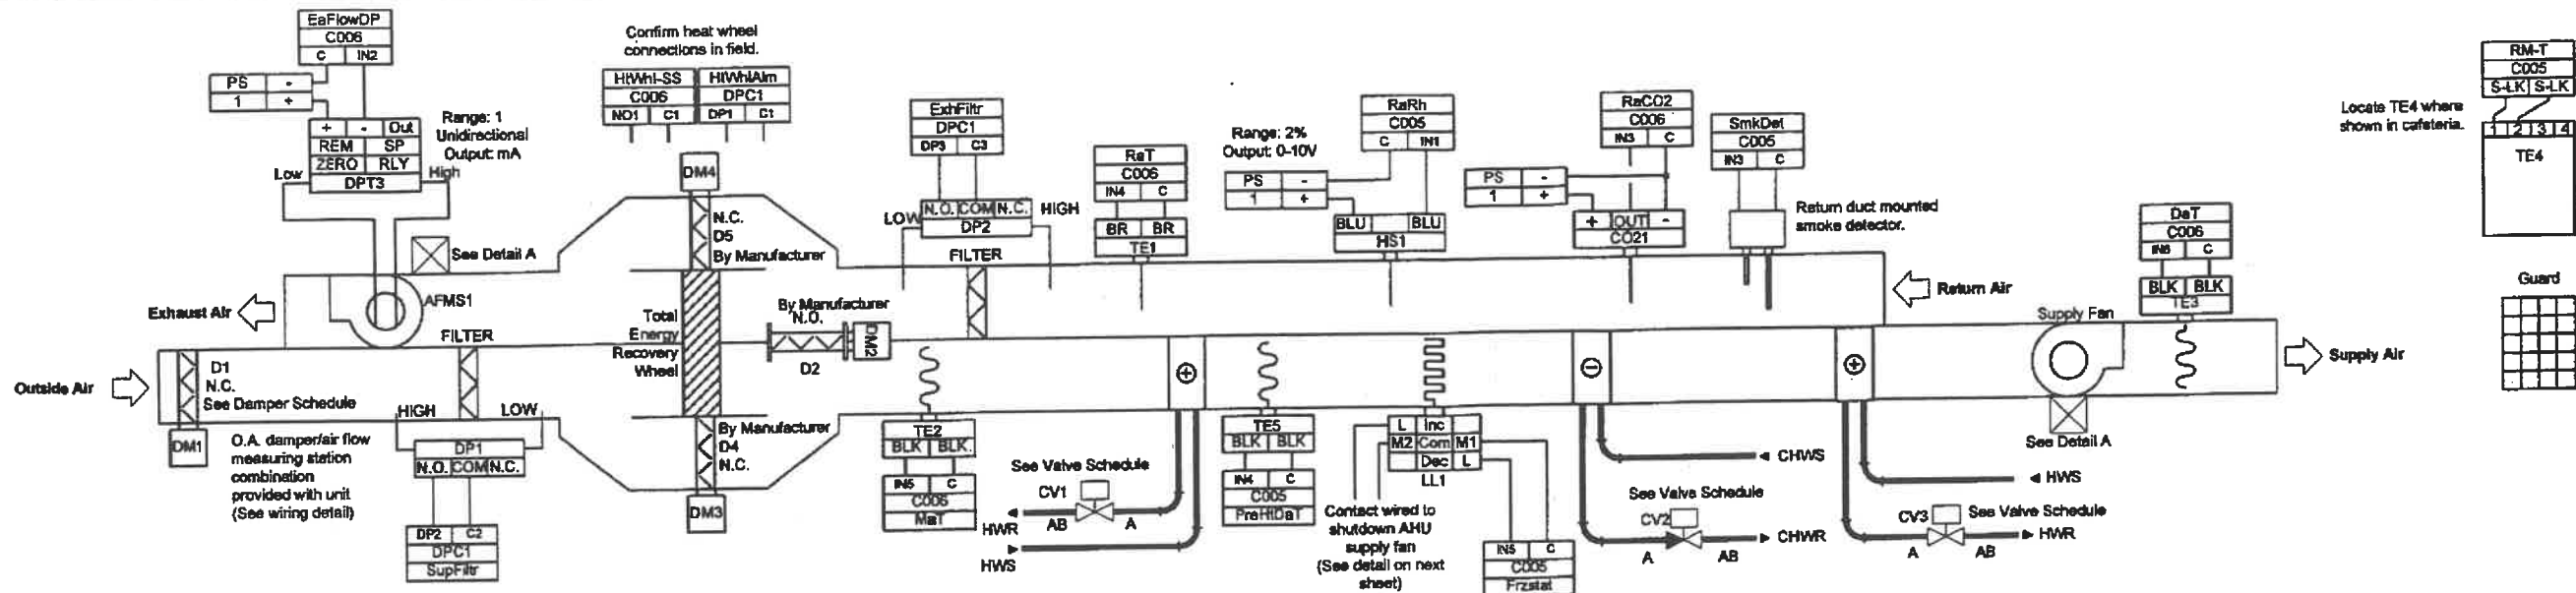 EaFlowDP
C006
C IN2
PS -
1 +
+ - Out
REM SP
ZERO RLY
DPT3
Low
High
Range: 1
Unidirectional
Output: mA
Confirm heat wheel
connections in field.
HtWhl-SS HtWhlAlm
C006 DPC1
NO1 C1 DP1 C1
ExhFiltr
DPC1
DP3 C3
LOW N.O. COM N.C. HIGH
DP2
RaT
C006
IN4 C
BR BR
TE1
Range: 2%
Output: 0-10V
RaRh
C005
C IN1
PS -
1 +
BLU BLU
HS1
RaCO2
C006
IN3 C
PS -
1 +
+ OUT -
CO21
SmkDet
C005
IN3 C
Return duct mounted
smoke detector.
DaT
C006
IN6 C
BLK BLK
TE3
RM-T
C005
S-LK S-LK
1 2 3 4
TE4
Locate TE4 where
shown in cafeteria.
Guard
See Detail A
AFMS1
Exhaust Air
DM4
N.C.
D5
By Manufacturer
FILTER
Return Air
Total
Energy
Recovery
Wheel
By Manufacturer
N.O.
DM2
D2
FILTER
Supply Fan
Supply Air
See Detail A
Outside Air
D1
N.C.
See Damper Schedule
DM1
O.A. damper/air flow
measuring station
combination
provided with unit
(See wiring detail)
HIGH LOW
DP1
N.O. COM N.C.
DP2 C2
DPC1
SupFiltr
By Manufacturer
D4
N.C.
DM3
TE2
BLK BLK
IN5 C
C006
MaT
See Valve Schedule
CV1
AB A
HWR
HWS
TE5
BLK BLK
IN4 C
C005
PreHtDaT
L Inc
M2 Com M1
Dec L
LL1
Contact wired to
shutdown AHU
supply fan
(See detail on next
sheet)
IN5 C
C005
Frzstat
CHWS
See Valve Schedule
CV2
A AB
CHWR
HWS
CV3 See Valve Schedule
A AB
HWR